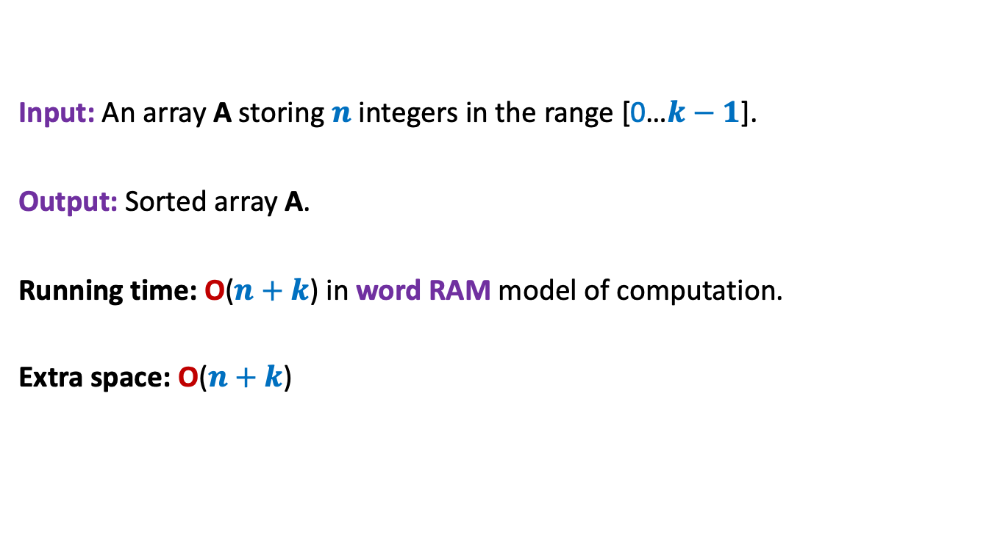 Input: An array A storing n integers in the range [0…k − 1].
Output: Sorted array A.
Running time: O(n + k) in word RAM model of computation.
Extra space: O(n + k)